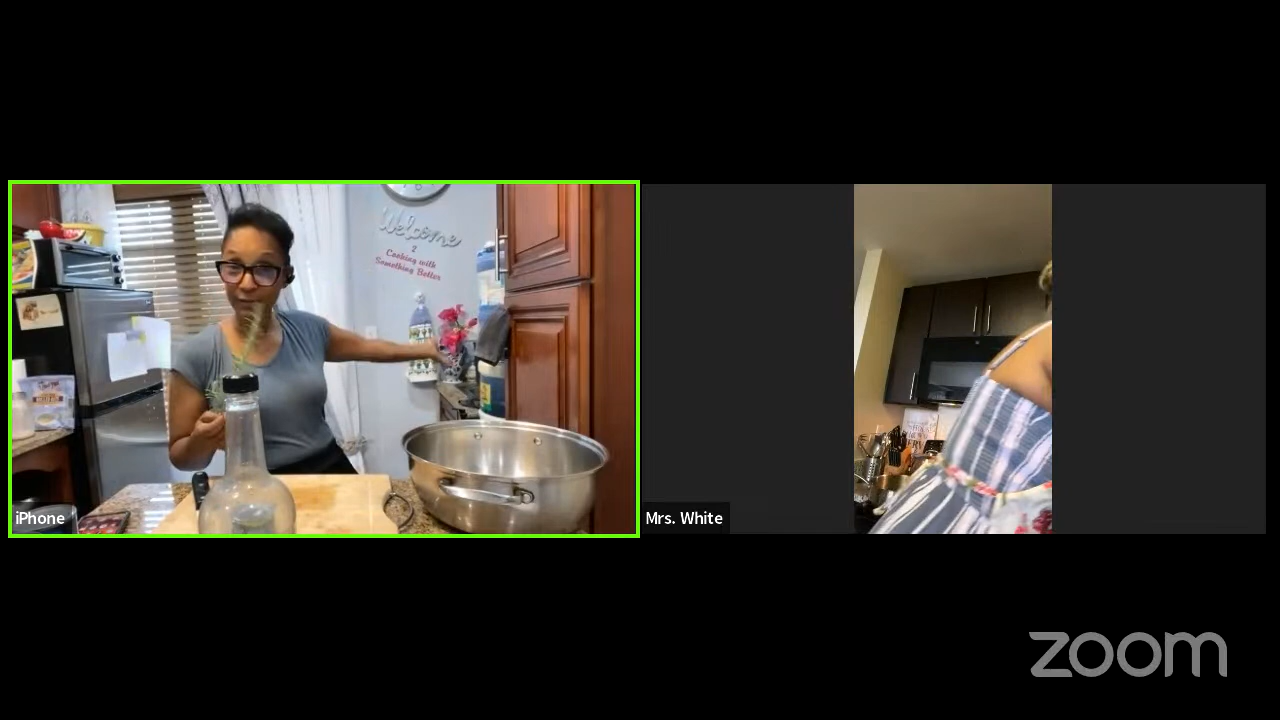 Welcome
2
Cooking with
Something Better
iPhone
Mrs. White
zoom